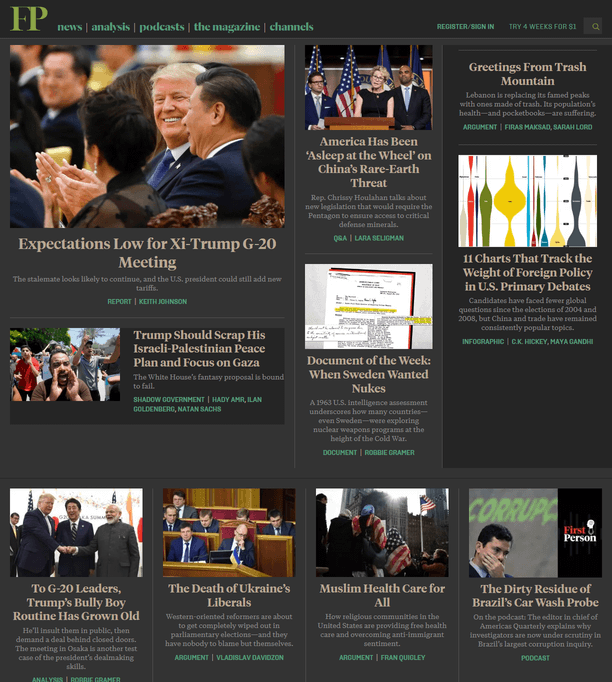 FP
news | analysis | podcasts | the magazine | channels
REGISTER/SIGN IN
TRY 4 WEEKS FOR $1
Expectations Low for Xi-Trump G-20
Meeting
The stalemate looks likely to continue, and the U.S. president could still add new
tariffs.
REPORT | KEITH JOHNSON
Trump Should Scrap His
Israeli-Palestinian Peace
Plan and Focus on Gaza
The White House's fantasy proposal is bound
to fail.
SHADOW GOVERNMENT | HADY AMR, ILAN
GOLDENBERG, NATAN SACHS
America Has Been
‘Asleep at the Wheel’ on
China's Rare-Earth
Threat
Rep. Chrissy Houlahan talks about
new legislation that would require the
Pentagon to ensure access to critical
defense minerals.
Q&A | LARA SELIGMAN
Document of the Week:
When Sweden Wanted
Nukes
A 1963 U.S. intelligence assessment
underscores how many countries—
even Sweden—were exploring
nuclear weapons programs at the
height of the Cold War.
DOCUMENT | ROBBIE GRAMER
Greetings From Trash
Mountain
Lebanon is replacing its famed peaks
with ones made of trash. Its population's
health—and pocketbooks—are suffering.
ARGUMENT | FIRAS MAKSAD, SARAH LORD
11 Charts That Track the
Weight of Foreign Policy
in U.S. Primary Debates
Candidates have faced fewer global
questions since the elections of 2004 and
2008, but China and trade have remained
consistently popular topics.
INFOGRAPHIC | C.K. HICKEY, MAYA GANDHI
To G-20 Leaders,
Trump's Bully Boy
Routine Has Grown Old
He'll insult them in public, then
demand a deal behind closed doors.
The meeting in Osaka is another test
case of the president's dealmaking
skills.
ANALYSIS | ROBBIE GRAMER
The Death of Ukraine's
Liberals
Western-oriented reformers are about
to get completely wiped out in
parliamentary elections—and they
have nobody to blame but themselves.
ARGUMENT | VLADISLAV DAVIDZON
Muslim Health Care for
All
How religious communities in the
United States are providing free health
care and overcoming anti-immigrant
sentiment.
ARGUMENT | FRAN QUIGLEY
CORRUPÇ
First
Person
The Dirty Residue of
Brazil's Car Wash Probe
On the podcast: The editor in chief of
Americas Quarterly explains why
investigators are now under scrutiny in
Brazil's largest corruption inquiry.
PODCAST